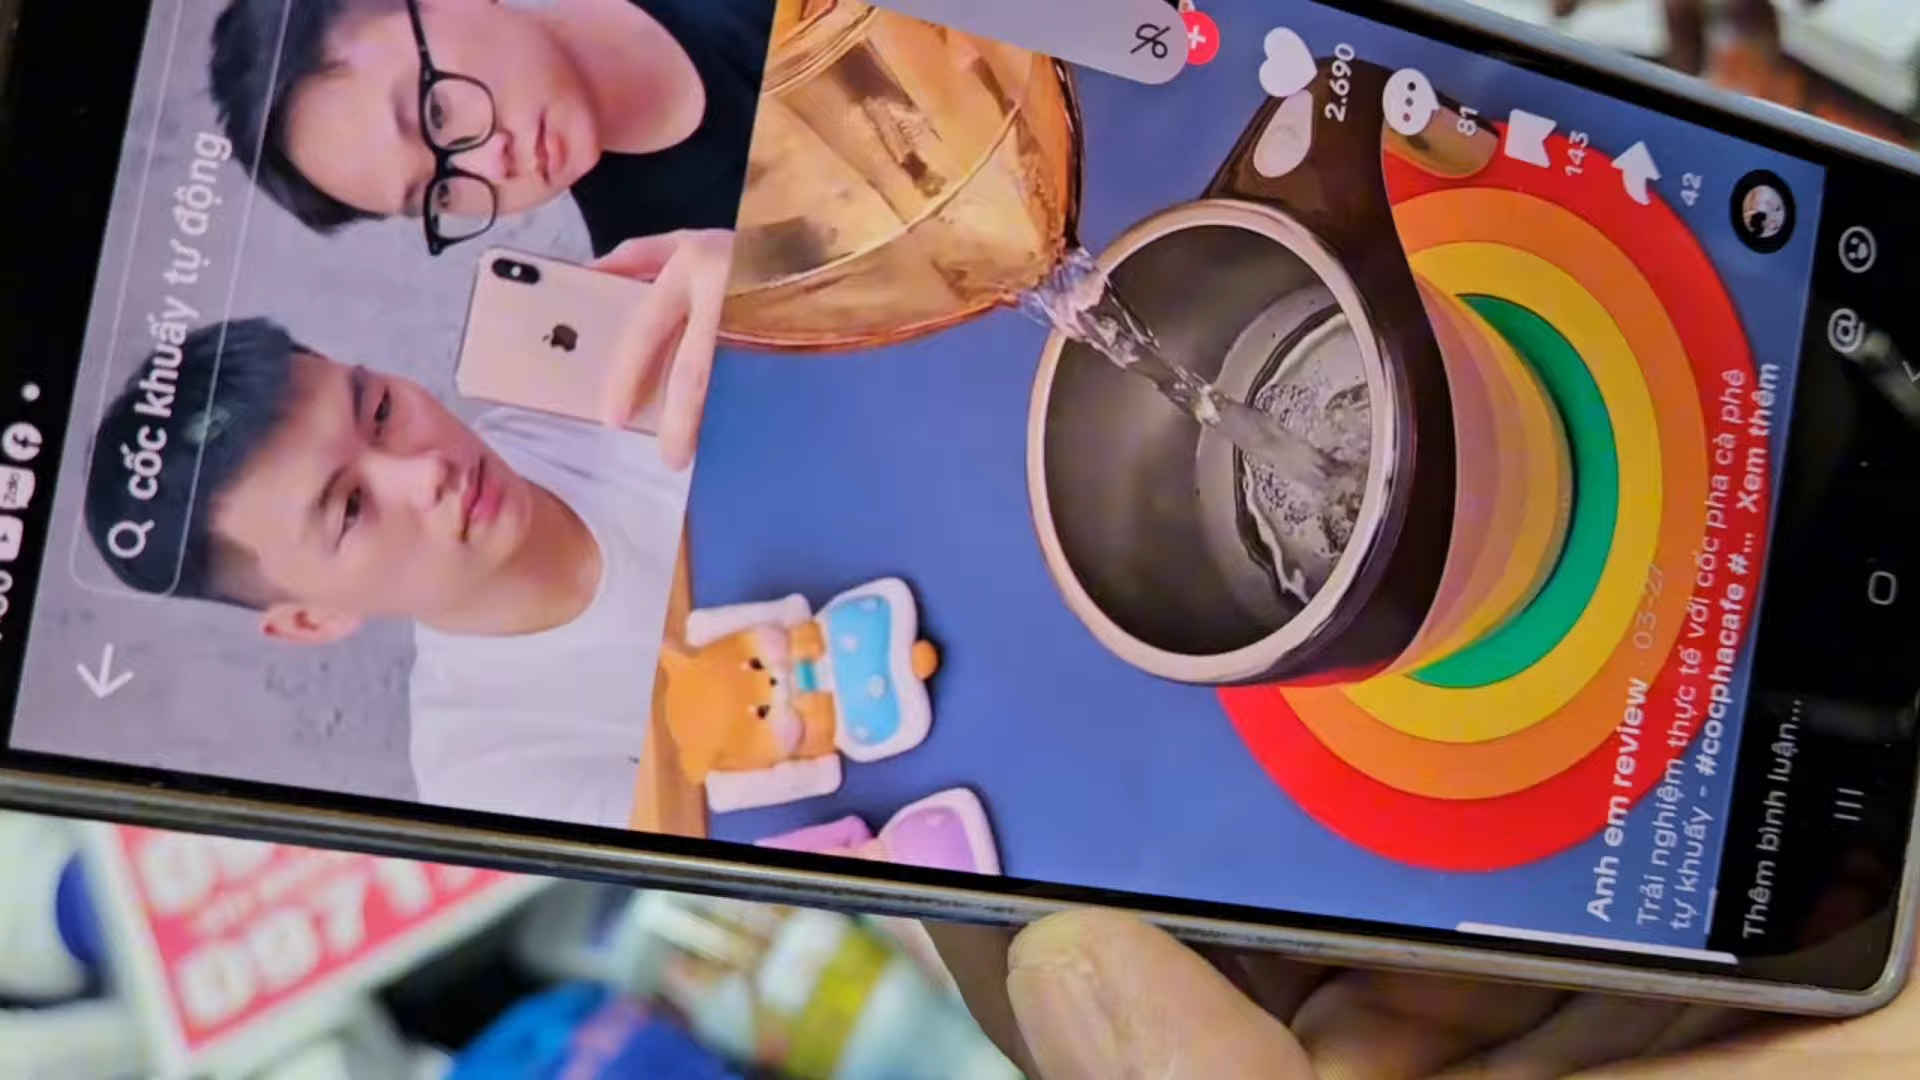 Zalo
cốc khuấy tự động
2.690
81
143
42
Anh em review · 03-27
Trải nghiệm thực tế với cốc pha cà phê
tự khuấy - #cocphacafe #... Xem thêm
Thêm bình luận...
@